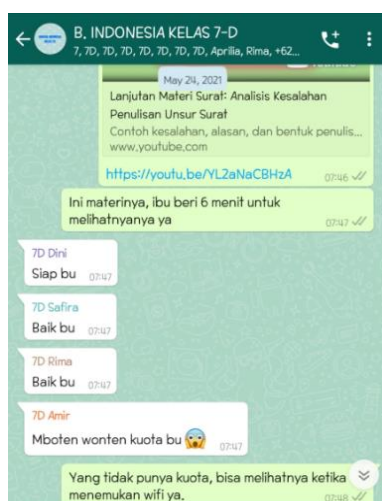 B. INDONESIA KELAS 7-D
7, 7D, 7D, 7D, 7D, 7D, 7D, Aprilia, Rima, +62...
May 24, 2021
Lanjutan Materi Surat: Analisis Kesalahan
Penulisan Unsur Surat
Contoh kesalahan, alasan, dan bentuk penulis...
www.youtube.com
https://youtu.be/YL2aNaCBHzA 07:46
Ini materinya, ibu beri 6 menit untuk
melihatnyanya ya 07:47
7D Dini
Siap bu 07:47
7D Safira
Baik bu 07:47
7D Rima
Baik bu 07:47
7D Amir
Mboten wonten kuota bu 😱 07:47
Yang tidak punya kuota, bisa melihatnya ketika
menemukan wifi ya. 07:48